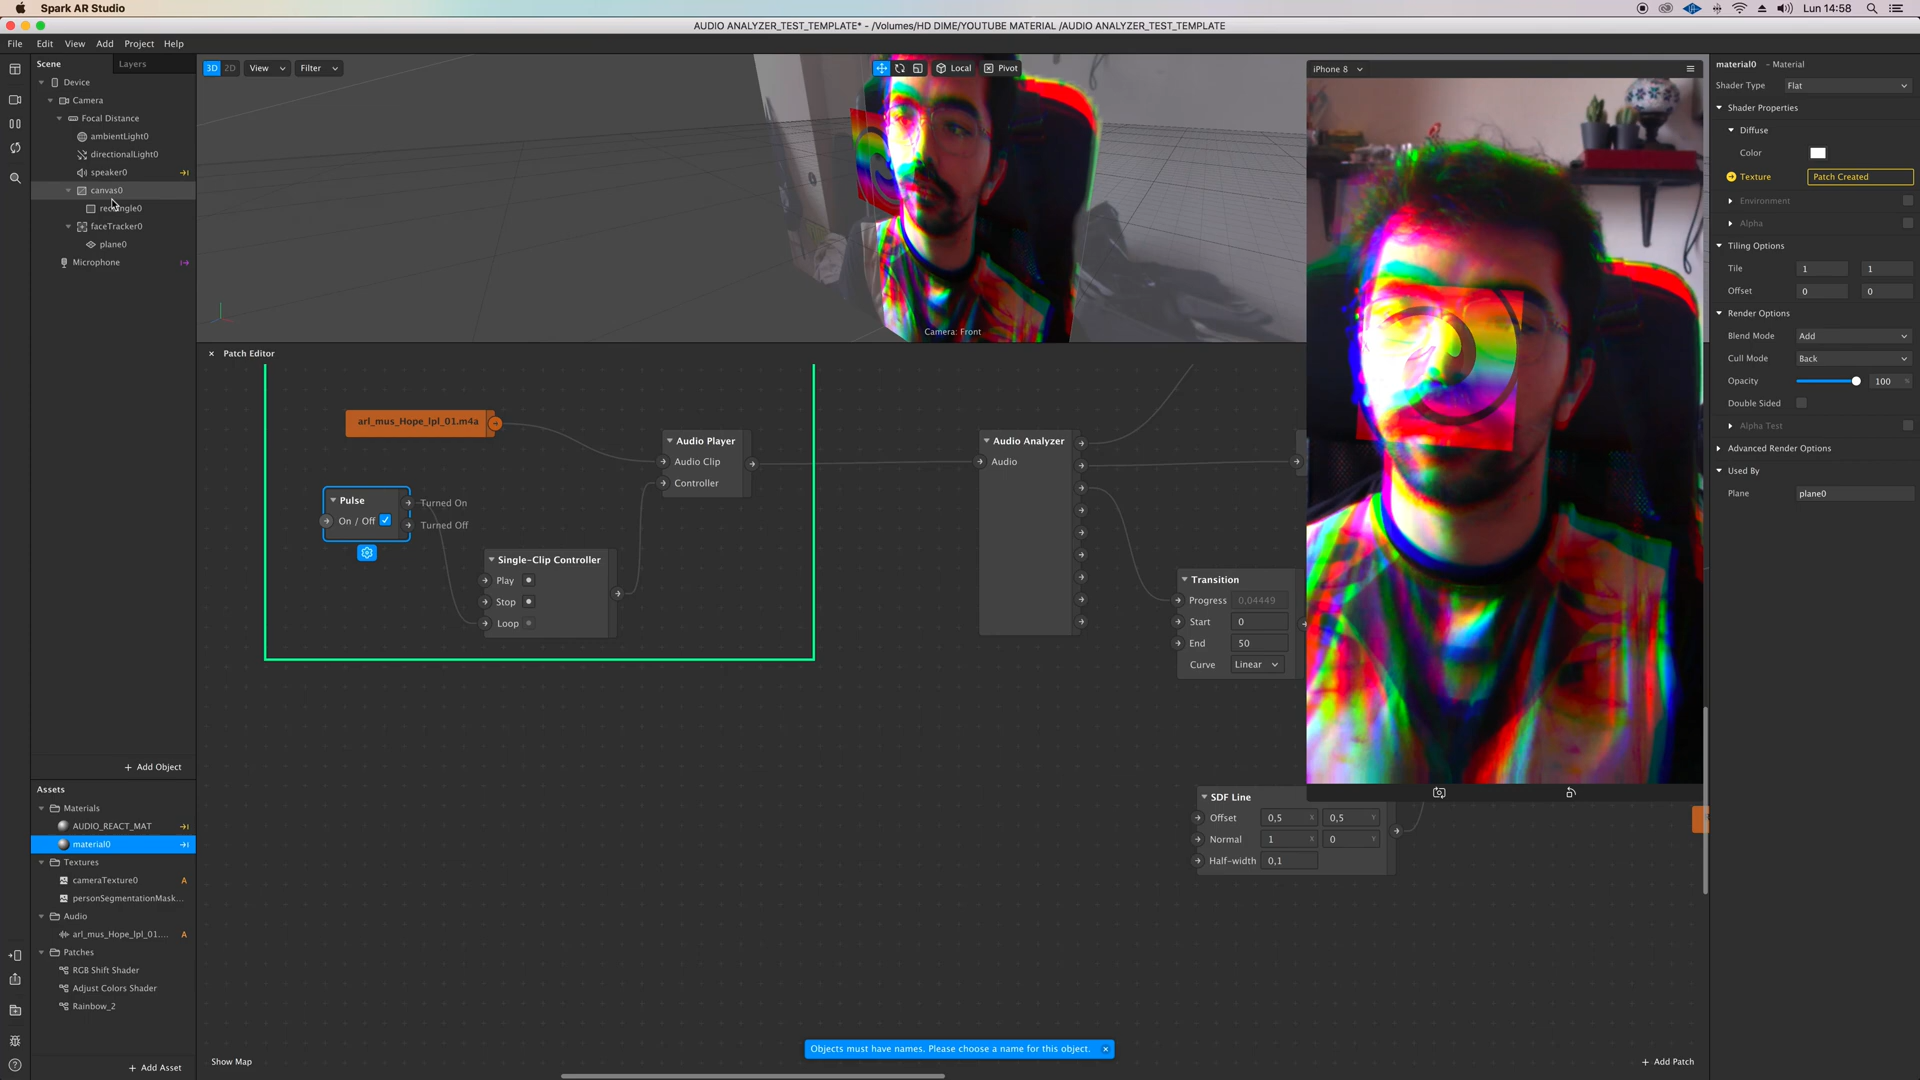 Spark AR Studio
Lun 14:58
AUDIO ANALYZER_TEST_TEMPLATE* - /Volumes/HD DIME/YOUTUBE MATERIAL /AUDIO ANALYZER_TEST_TEMPLATE
File Edit View Add Project Help
Scene Layers
Device
Camera
Focal Distance
ambientLight0
directionalLight0
speaker0
canvas0
faceTracker0
plane0
Microphone
+ Add Object
Assets
Materials
AUDIO_REACT_MAT
material0
Textures
cameraTexture0 A
personSegmentationMask...
Audio
arl_mus_Hope_lpl_01.... A
Patches
RGB Shift Shader
Adjust Colors Shader
Rainbow_2
+ Add Asset
3D 2D View Filter
Local Pivot
Camera: Front
Patch Editor
arl_mus_Hope_lpl_01.m4a
Pulse
On / Off
Turned On
Turned Off
Single-Clip Controller
Play
Stop
Loop
Audio Player
Audio Clip
Controller
Audio Analyzer
Audio
Transition
Progress 0,04449
Start 0
End 50
Curve Linear
SDF Line
Offset 0,5 X 0,5 Y
Normal 1 X 0 Y
Half-width 0,1
Show Map
Objects must have names. Please choose a name for this object. ×
+ Add Patch
iPhone 8
material0 - Material
Shader Type Flat
Shader Properties
Diffuse
Color
Texture Patch Created
Environment
Alpha
Tiling Options
Tile 1 1
Offset 0 0
Render Options
Blend Mode Add
Cull Mode Back
Opacity 100 %
Double Sided
Alpha Test
Advanced Render Options
Used By
Plane plane0